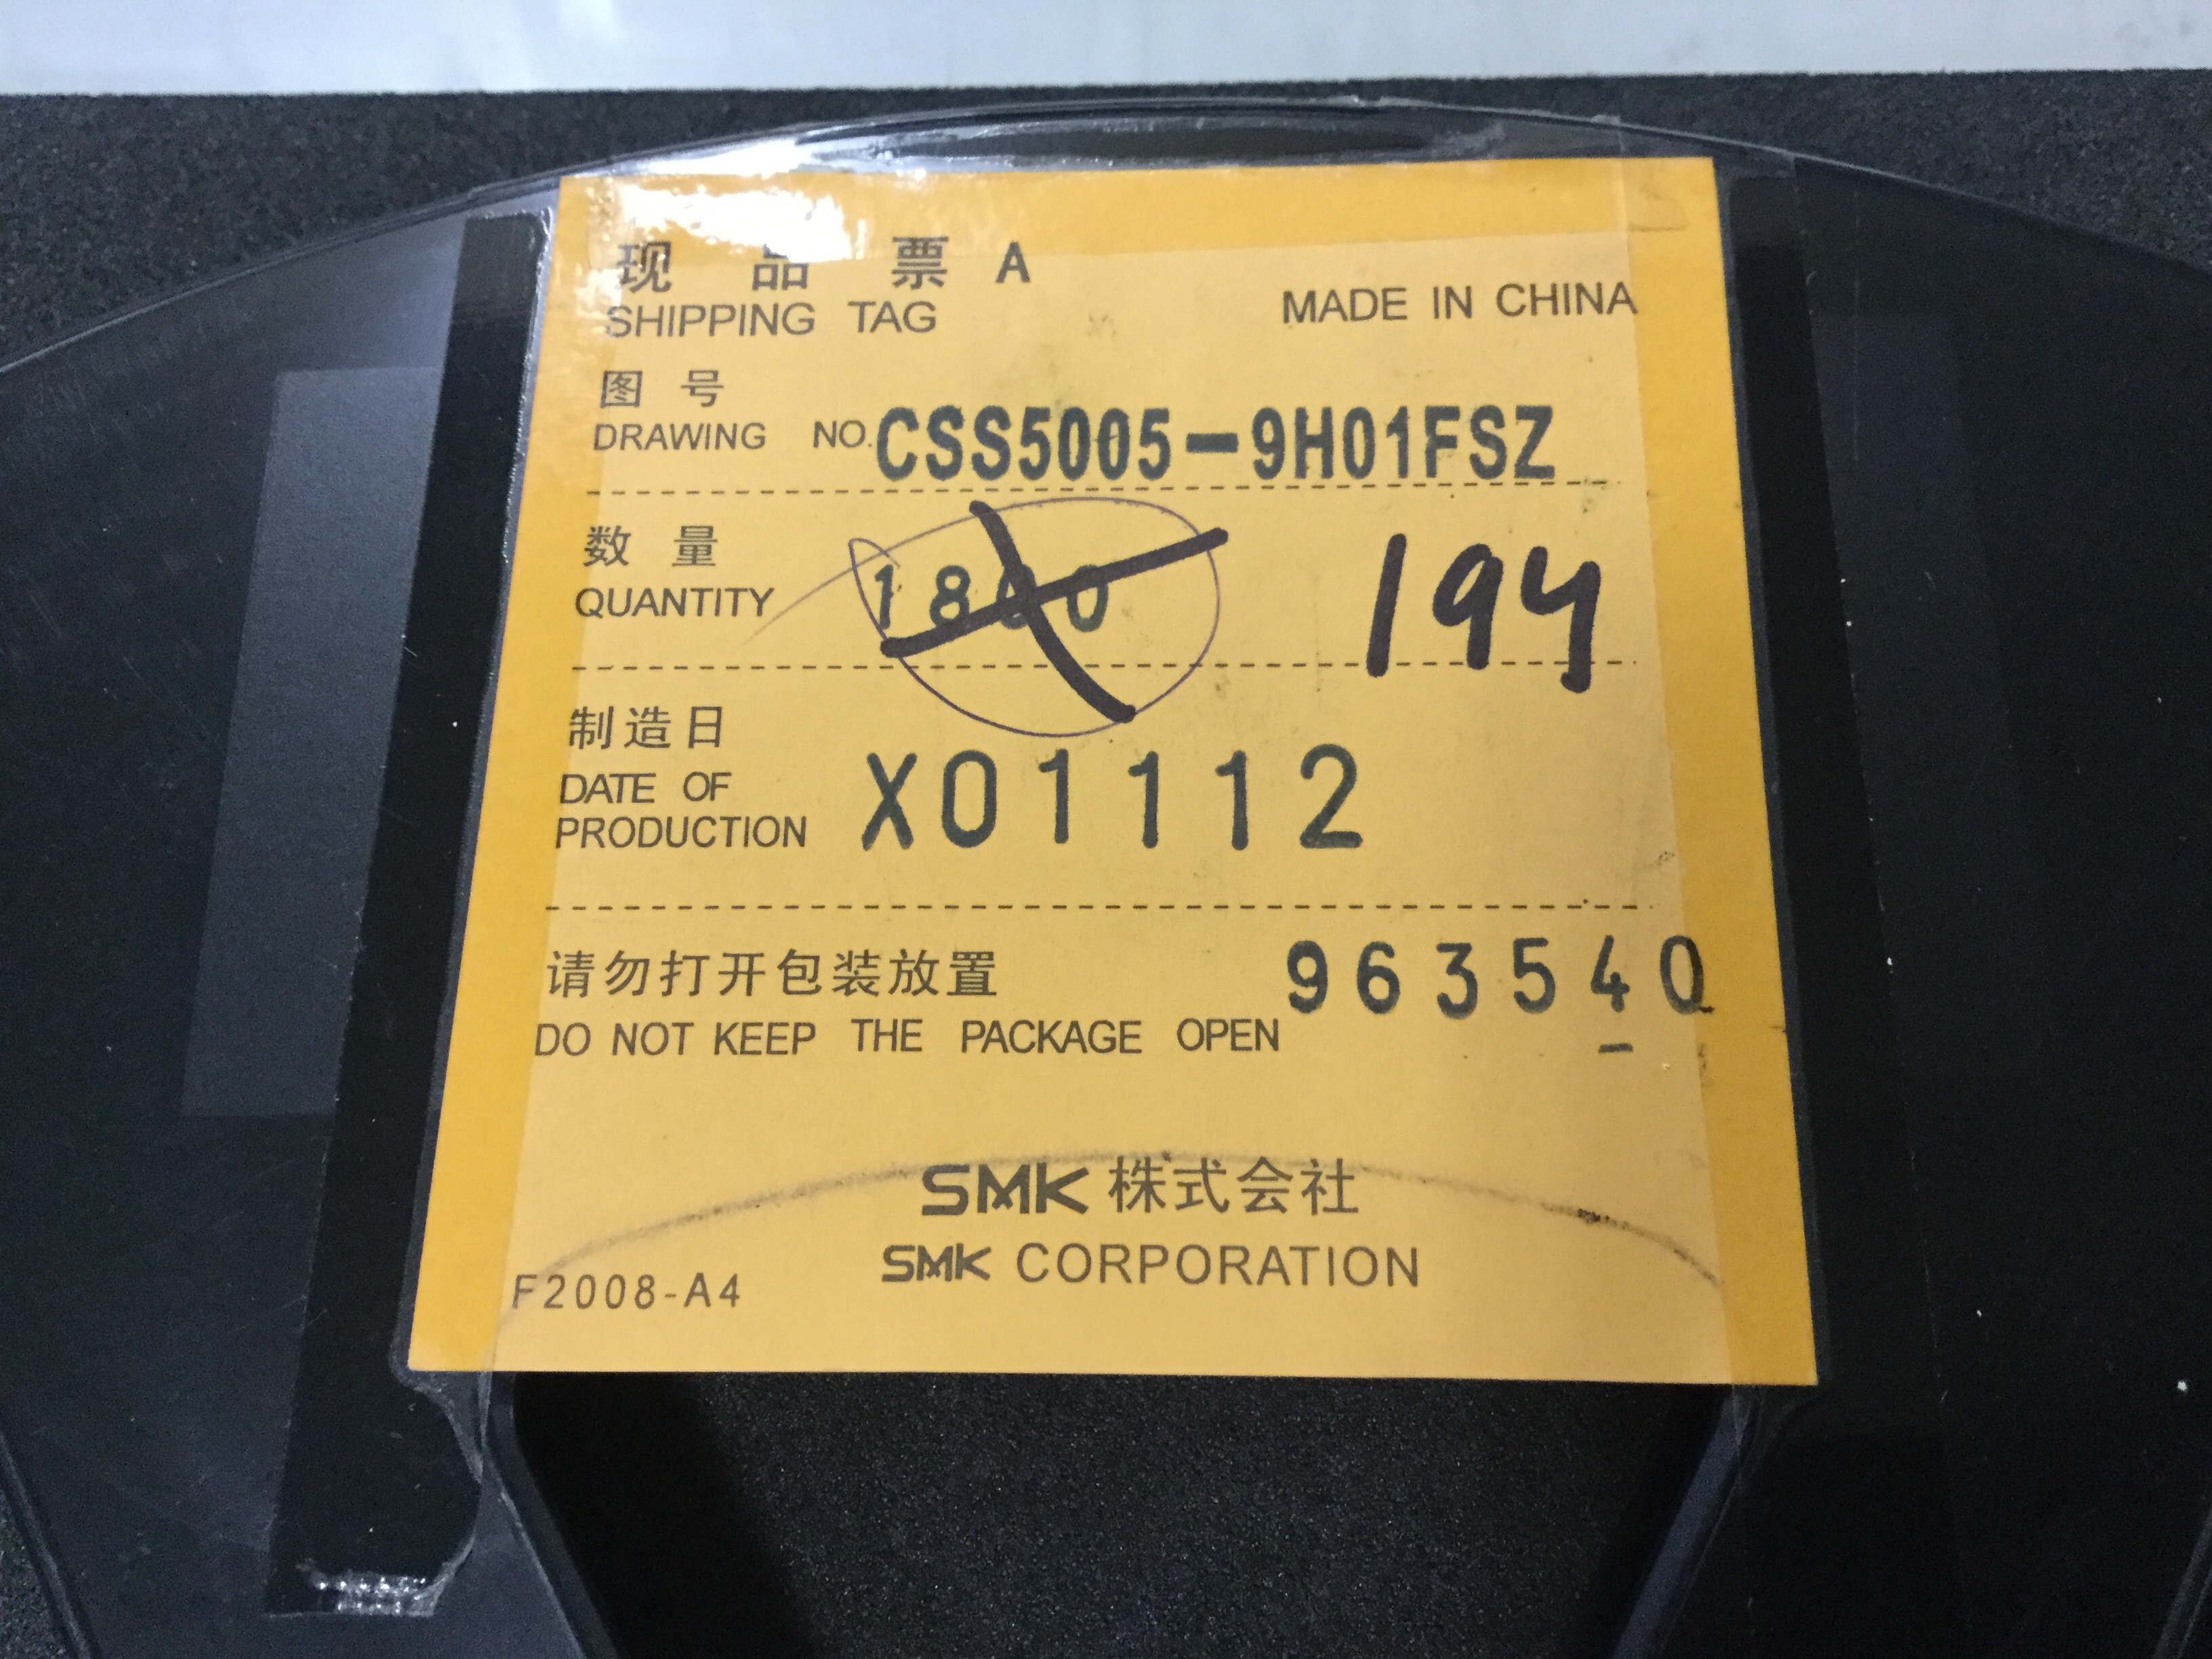 现 品 票 A
SHIPPING TAG
MADE IN CHINA
图 号
DRAWING NO. CSS5005-9H01FSZ
数 量
QUANTITY 1800 194
制造日
DATE OF
PRODUCTION X01112
请勿打开包装放置 963540
DO NOT KEEP THE PACKAGE OPEN
SMK 株式会社
SMK CORPORATION
F2008-A4